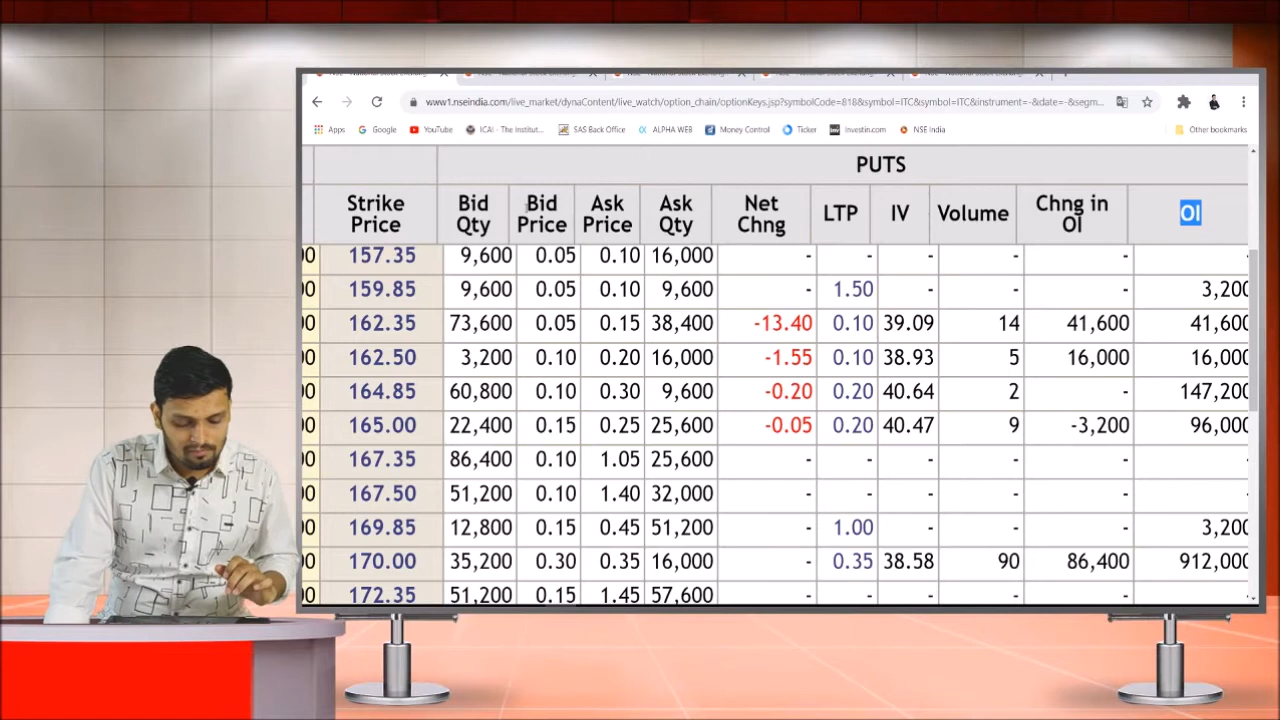 www1.nseindia.com/live_market/dynaContent/live_watch/option_chain/optionKeys.jsp?symbolCode=818&symbol=ITC&symbol=ITC&instrument=-&date=-&segm...
Apps Google YouTube ICAI - The Institut... SAS Back Office ALPHA WEB Money Control Ticker Investin.com NSE India Other bookmarks
PUTS
Strike Price Bid Qty Bid Price Ask Price Ask Qty Net Chng LTP IV Volume Chng in OI OI
157.35 9,600 0.05 0.10 16,000 - - - - - -
159.85 9,600 0.05 0.10 9,600 - 1.50 - - - 3,200
162.35 73,600 0.05 0.15 38,400 -13.40 0.10 39.09 14 41,600 41,600
162.50 3,200 0.10 0.20 16,000 -1.55 0.10 38.93 5 16,000 16,000
164.85 60,800 0.10 0.30 9,600 -0.20 0.20 40.64 2 - 147,200
165.00 22,400 0.15 0.25 25,600 -0.05 0.20 40.47 9 -3,200 96,000
167.35 86,400 0.10 1.05 25,600 - - - - - -
167.50 51,200 0.10 1.40 32,000 - - - - - -
169.85 12,800 0.15 0.45 51,200 - 1.00 - - - 3,200
170.00 35,200 0.30 0.35 16,000 - 0.35 38.58 90 86,400 912,000
172.35 51,200 0.15 1.45 57,600 - - - - - -